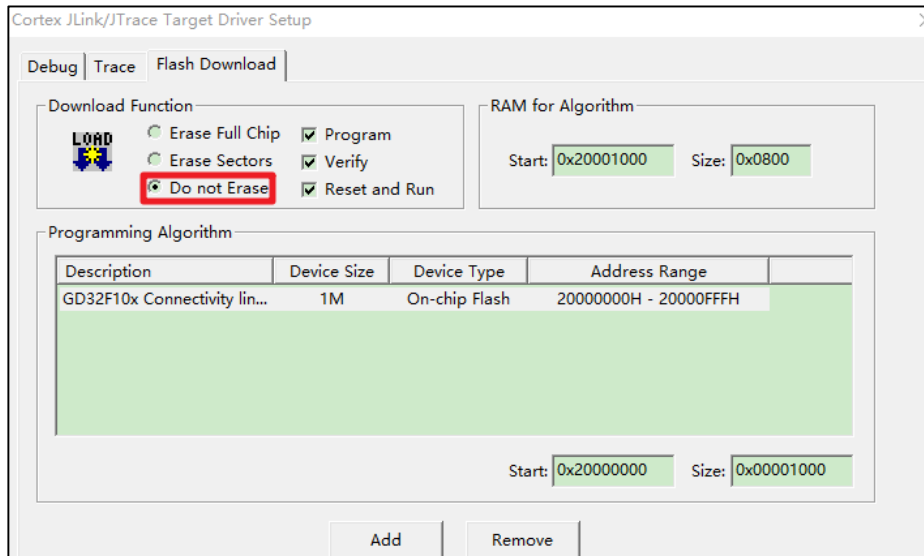 Cortex JLink/JTrace Target Driver Setup
Debug Trace Flash Download
Download Function
LOAD
Erase Full Chip
Erase Sectors
Do not Erase
Program
Verify
Reset and Run
RAM for Algorithm
Start: 0x20001000 Size: 0x0800
Programming Algorithm
Description Device Size Device Type Address Range
GD32F10x Connectivity lin... 1M On-chip Flash 20000000H - 20000FFFH
Start: 0x20000000 Size: 0x00001000
Add Remove